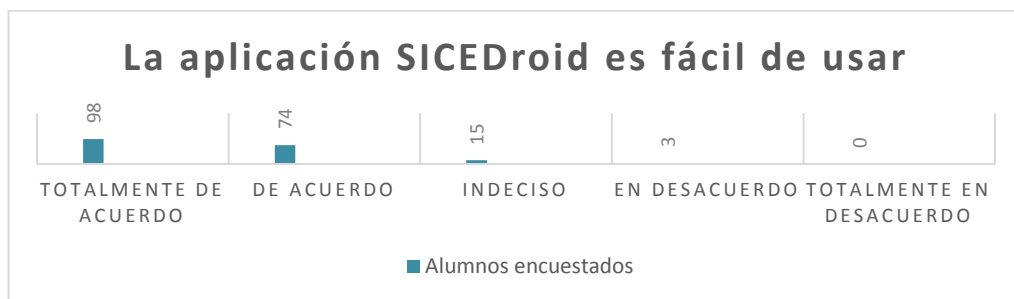 La aplicación SICEDroid es fácil de usar
98
74
15
3
0
TOTALMENTE DE ACUERDO
DE ACUERDO
INDECISO
EN DESACUERDO
TOTALMENTE EN DESACUERDO
Alumnos encuestados